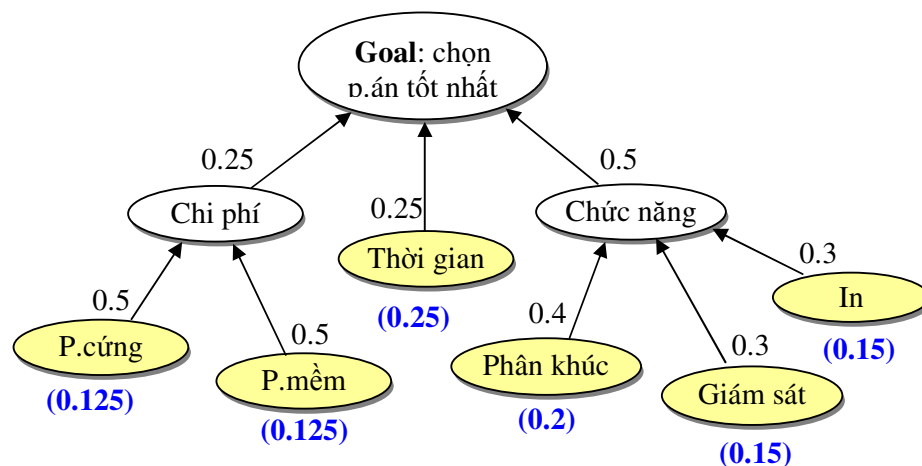 Goal: chọn
p.án tốt nhất
0.25
0.5
Chi phí
0.25
Chức năng
Thời gian
0.3
In
0.5
(0.25)
0.4
(0.15)
P.cứng
0.5
Phân khúc
0.3
(0.125)
P.mềm
(0.2)
Giám sát
(0.125)
(0.15)